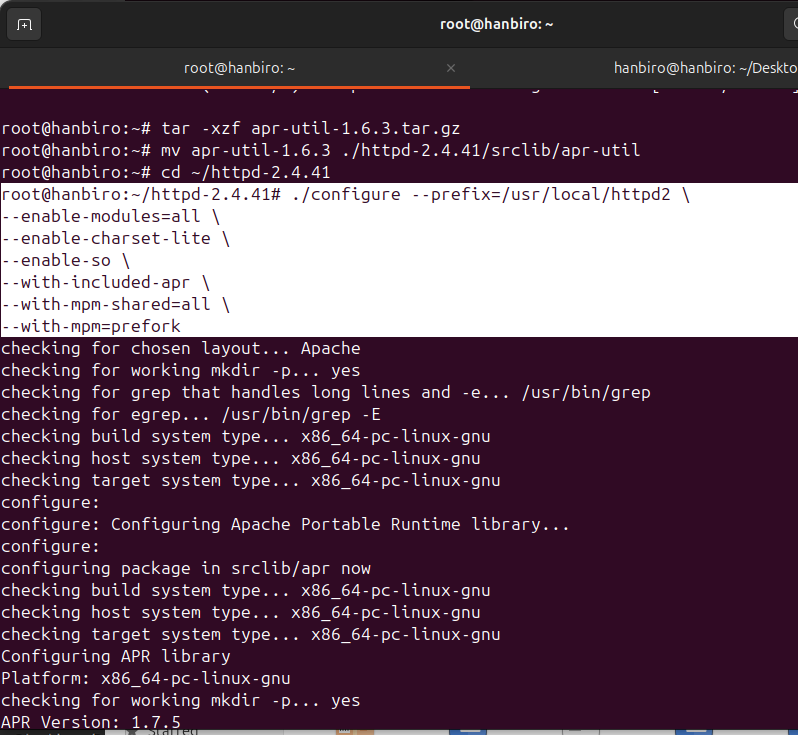 root@hanbiro: ~
root@hanbiro: ~
hanbiro@hanbiro: ~/Deskto
root@hanbiro:~# tar -xzf apr-util-1.6.3.tar.gz
root@hanbiro:~# mv apr-util-1.6.3 ./httpd-2.4.41/srclib/apr-util
root@hanbiro:~# cd ~/httpd-2.4.41
root@hanbiro:~/httpd-2.4.41# ./configure --prefix=/usr/local/httpd2 \
--enable-modules=all \
--enable-charset-lite \
--enable-so \
--with-included-apr \
--with-mpm-shared=all \
--with-mpm=prefork
checking for chosen layout... Apache
checking for working mkdir -p... yes
checking for grep that handles long lines and -e... /usr/bin/grep
checking for egrep... /usr/bin/grep -E
checking build system type... x86_64-pc-linux-gnu
checking host system type... x86_64-pc-linux-gnu
checking target system type... x86_64-pc-linux-gnu
configure:
configure: Configuring Apache Portable Runtime library...
configure:
configuring package in srclib/apr now
checking build system type... x86_64-pc-linux-gnu
checking host system type... x86_64-pc-linux-gnu
checking target system type... x86_64-pc-linux-gnu
Configuring APR library
Platform: x86_64-pc-linux-gnu
checking for working mkdir -p... yes
APR Version: 1.7.5
Starred